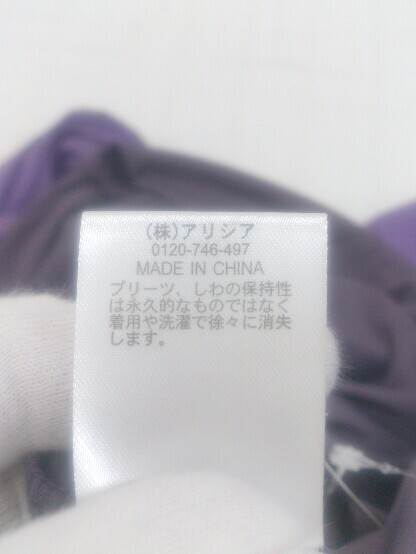 (株)アリシア
0120-746-497
MADE IN CHINA
プリーツ、しわの保持性
は永久的なものではなく
着用や洗濯で徐々に消失
します。